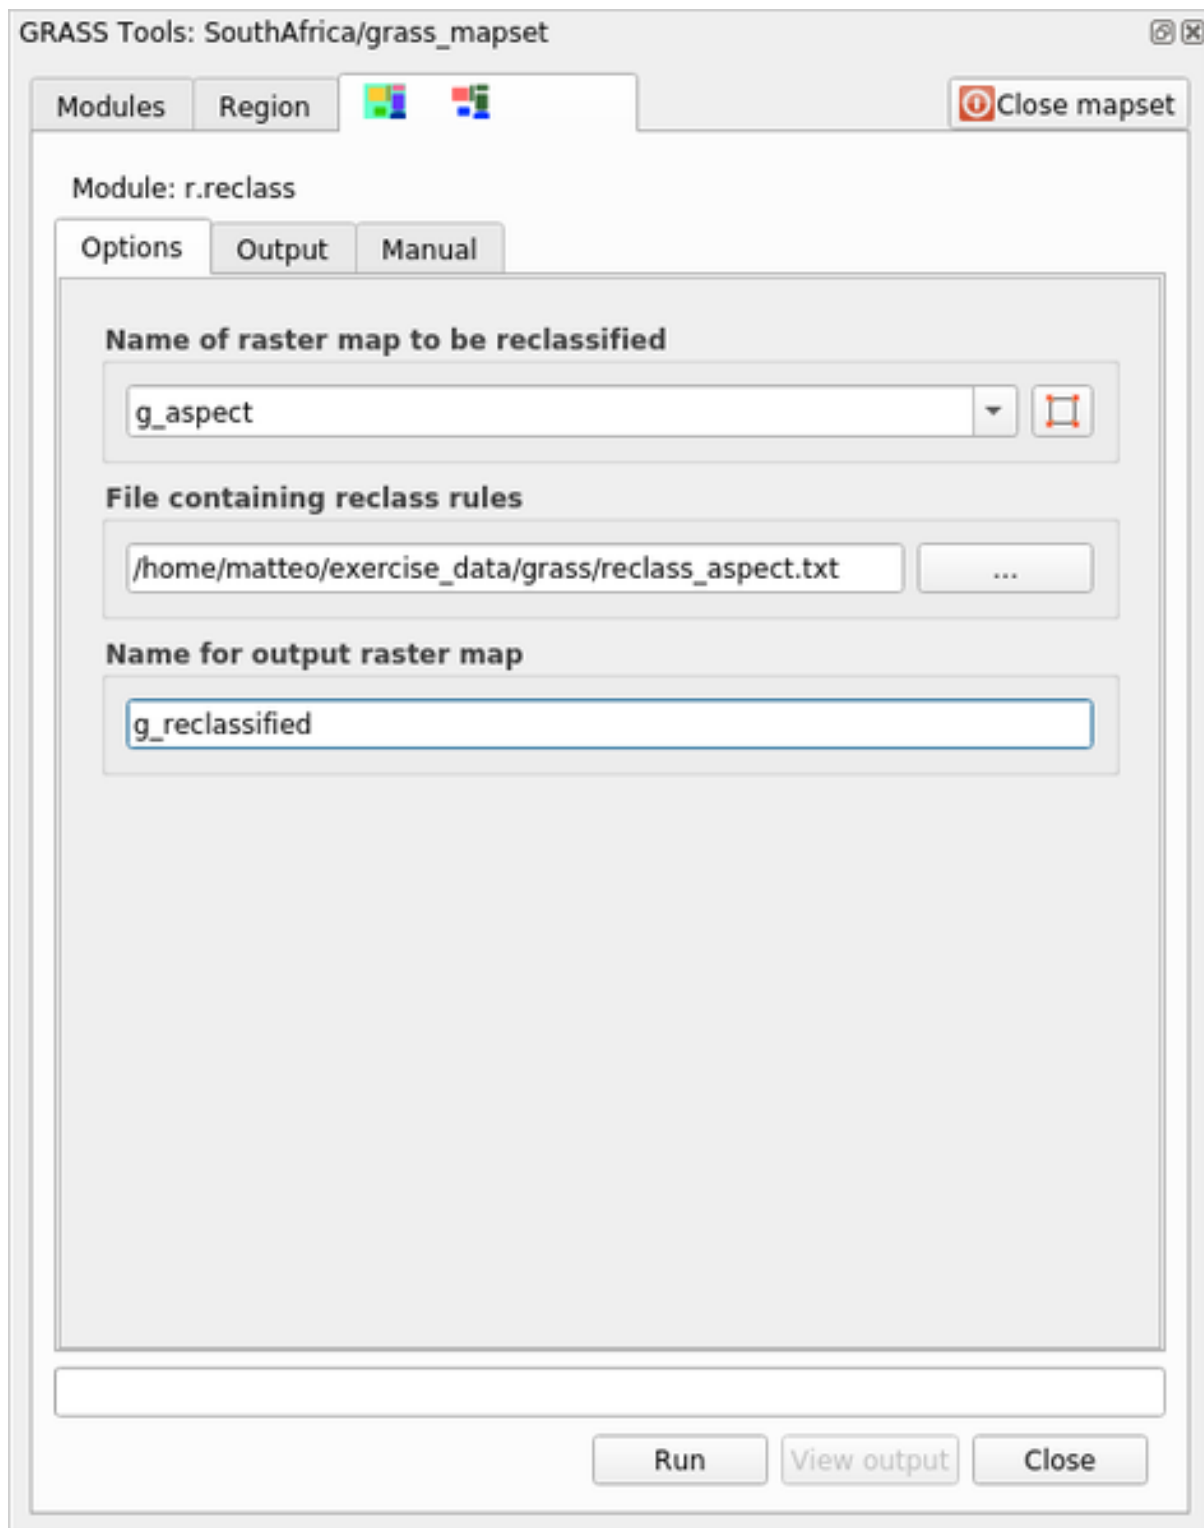 GRASS Tools: SouthAfrica/grass_mapset
Modules Region Close mapset
Module: r.reclass
Options Output Manual
Name of raster map to be reclassified
g_aspect
File containing reclass rules
/home/matteo/exercise_data/grass/reclass_aspect.txt ...
Name for output raster map
g_reclassified
Run View output Close